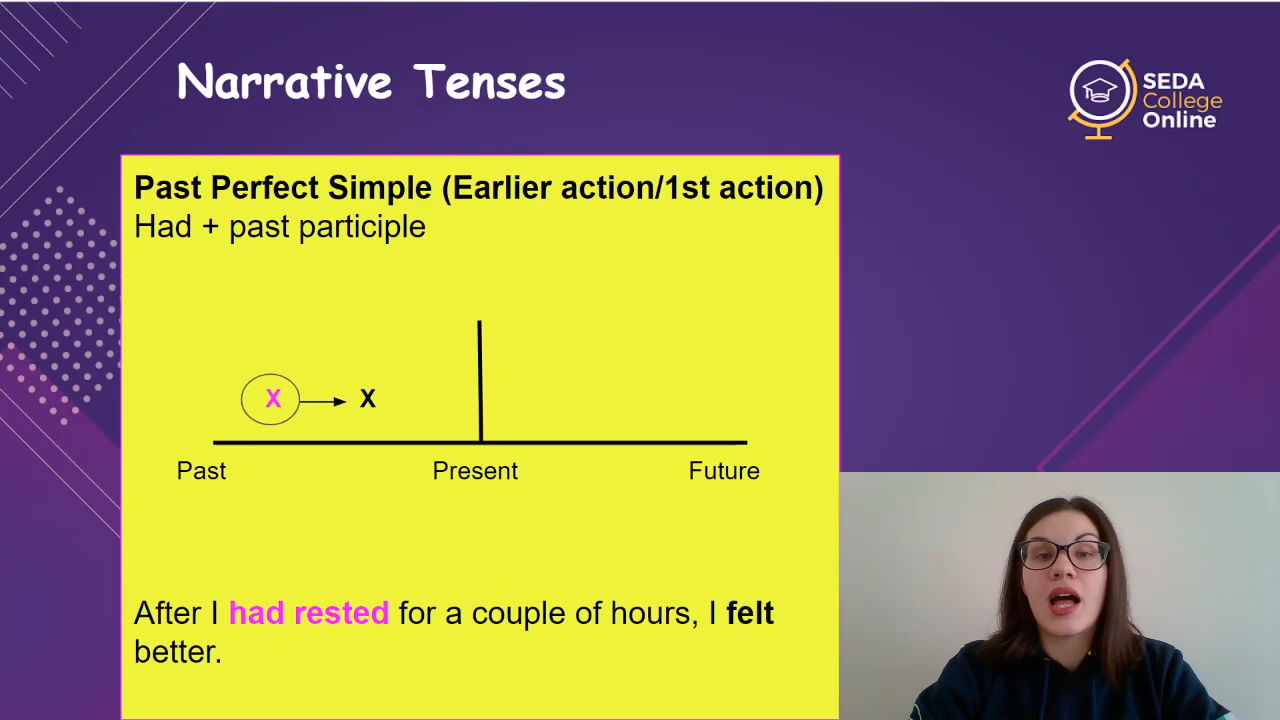 Narrative Tenses
SEDA
College
Online
Past Perfect Simple (Earlier action/1st action)
Had + past participle
X X
Past Present Future
After I had rested for a couple of hours, I felt
better.